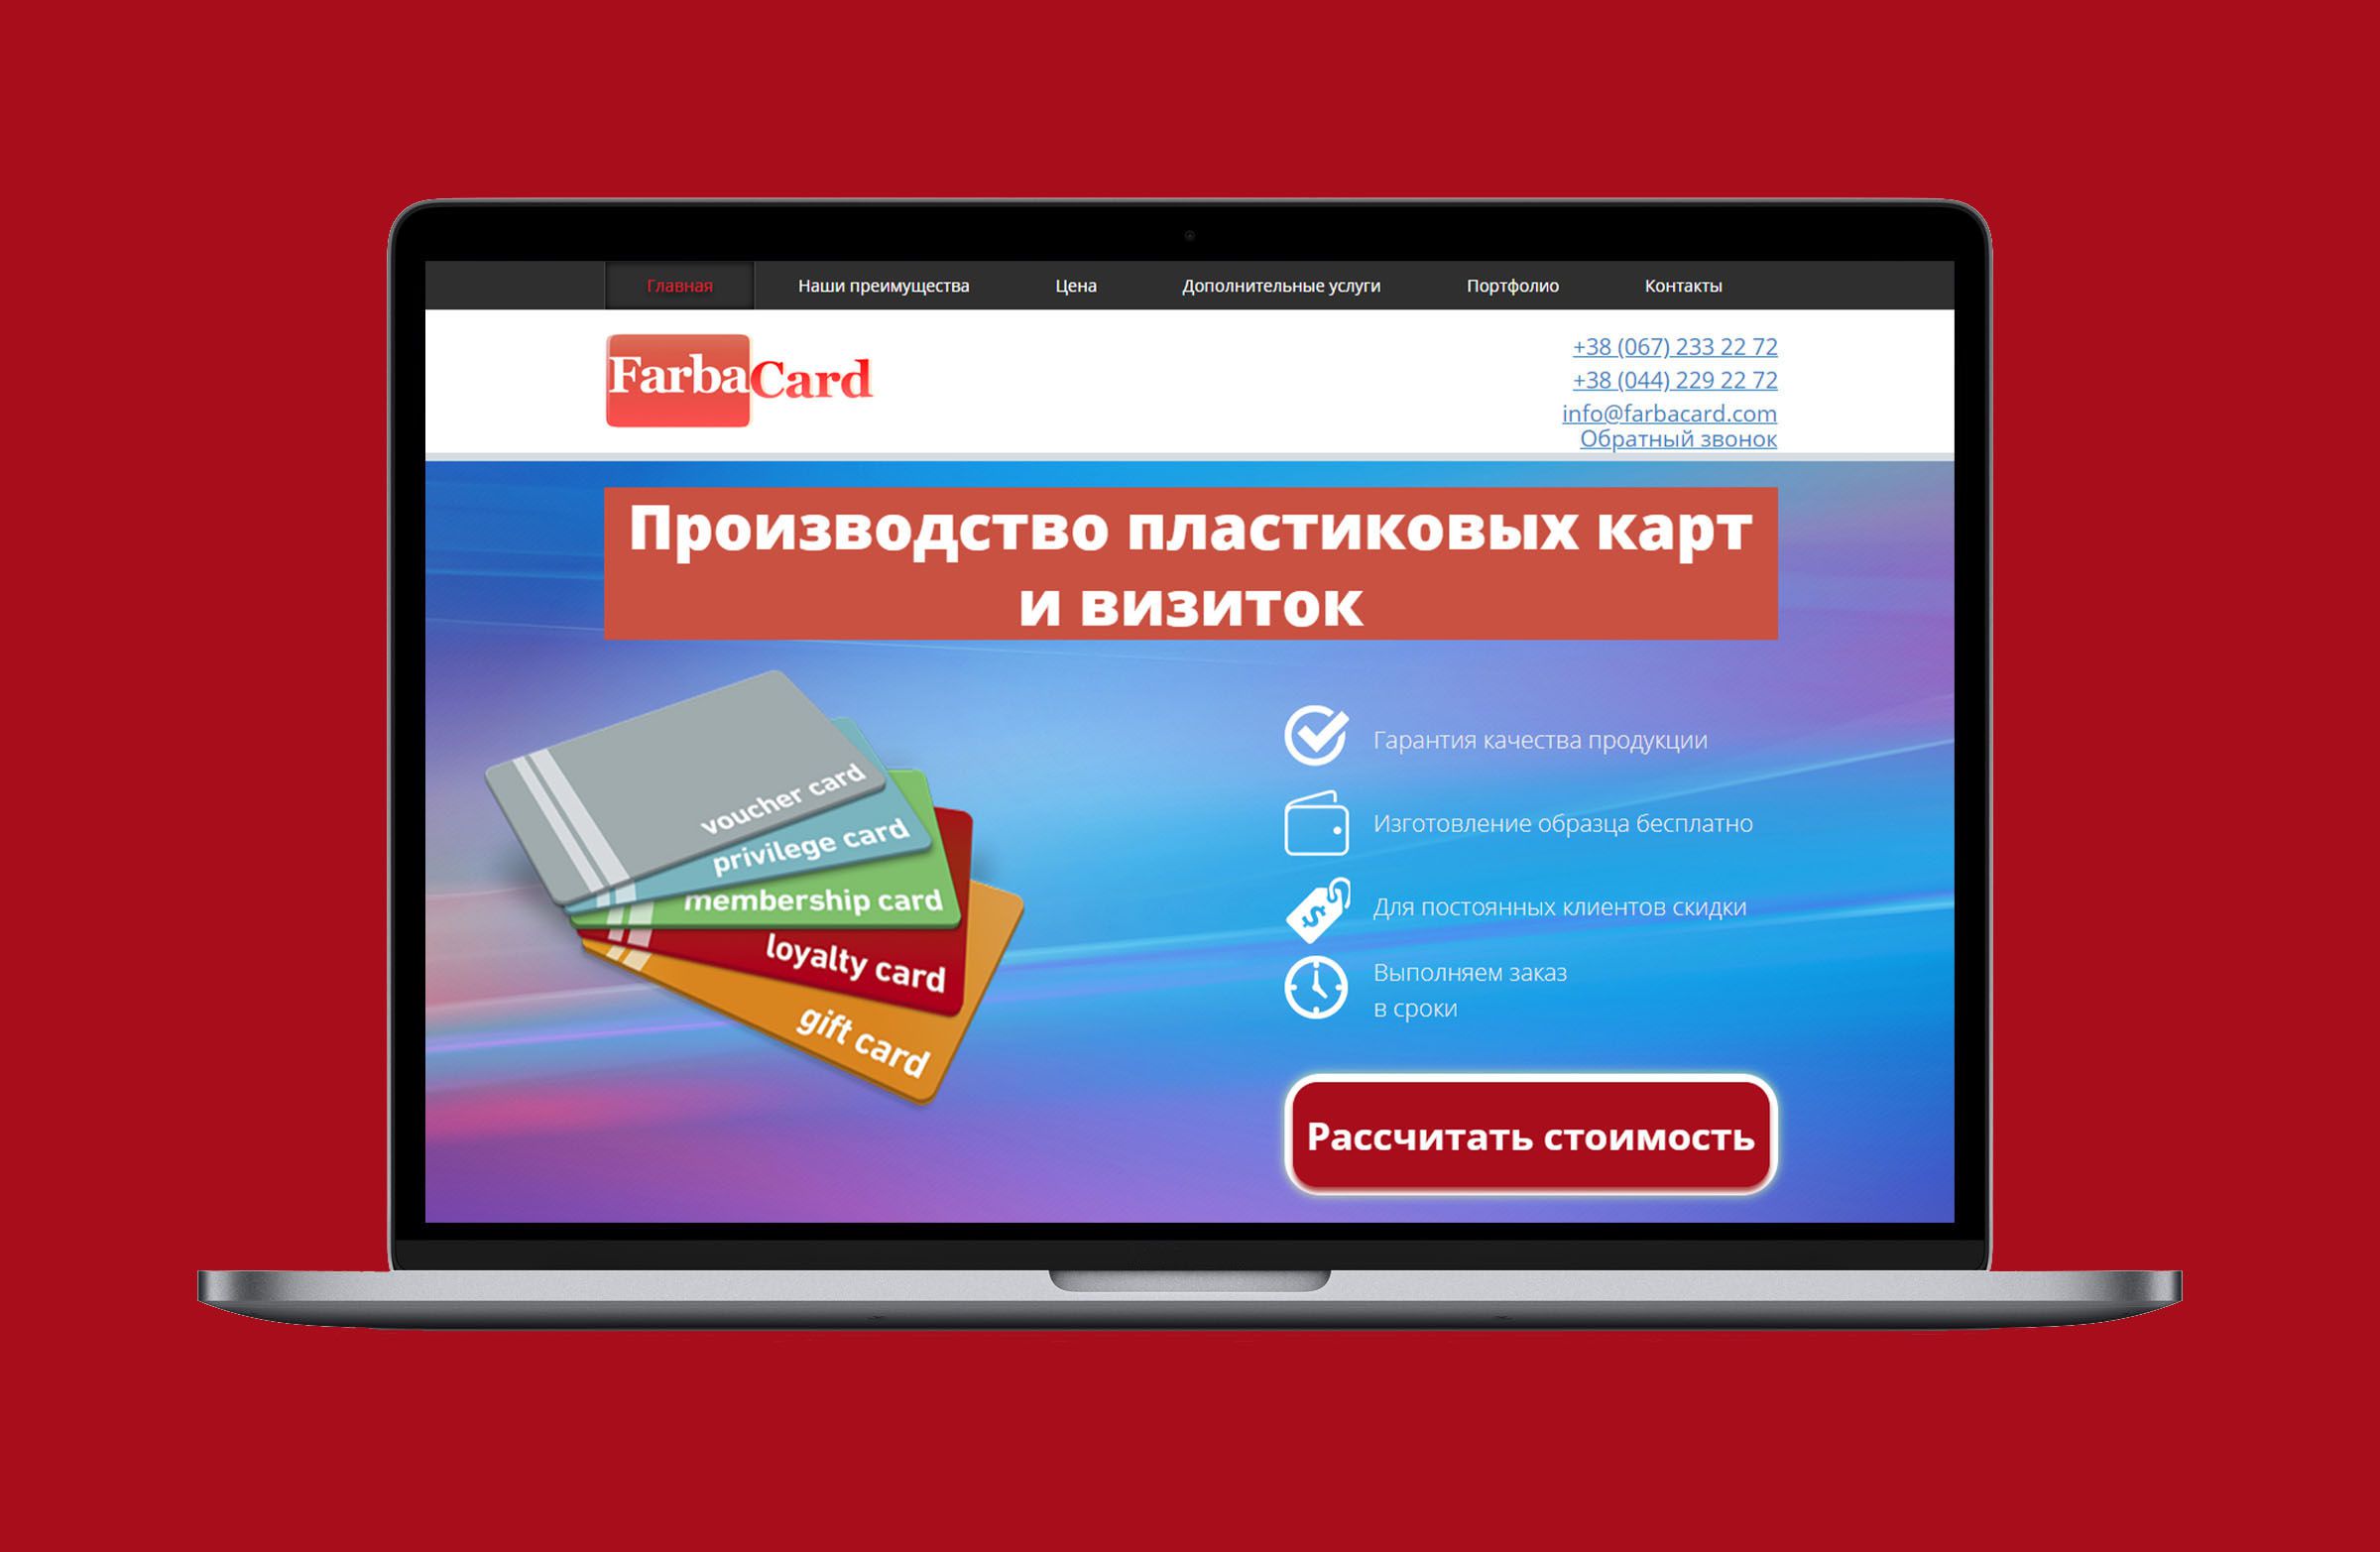 Главная Наши преимущества Цена Дополнительные услуги Портфолио Контакты
FarbaCard
+38 (067) 233 22 72
+38 (044) 229 22 72
info@farbacard.com
Обратный звонок
Производство пластиковых карт
и визиток
voucher card
privilege card
membership card
loyalty card
gift card
Гарантия качества продукции
Изготовление образца бесплатно
Для постоянных клиентов скидки
Выполняем заказ
в сроки
Рассчитать стоимость